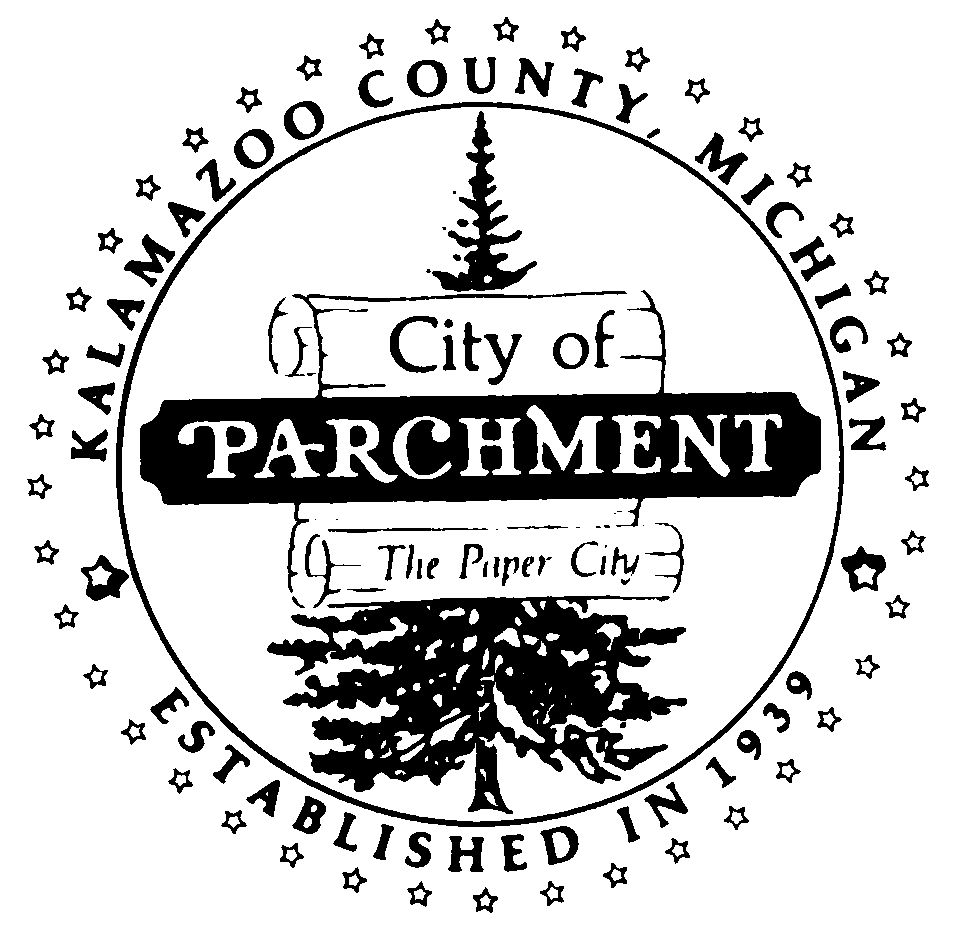 KALAMAZOO COUNTY, MICHIGAN
City of
PARCHMENT
The Paper City
ESTABLISHED IN 1939